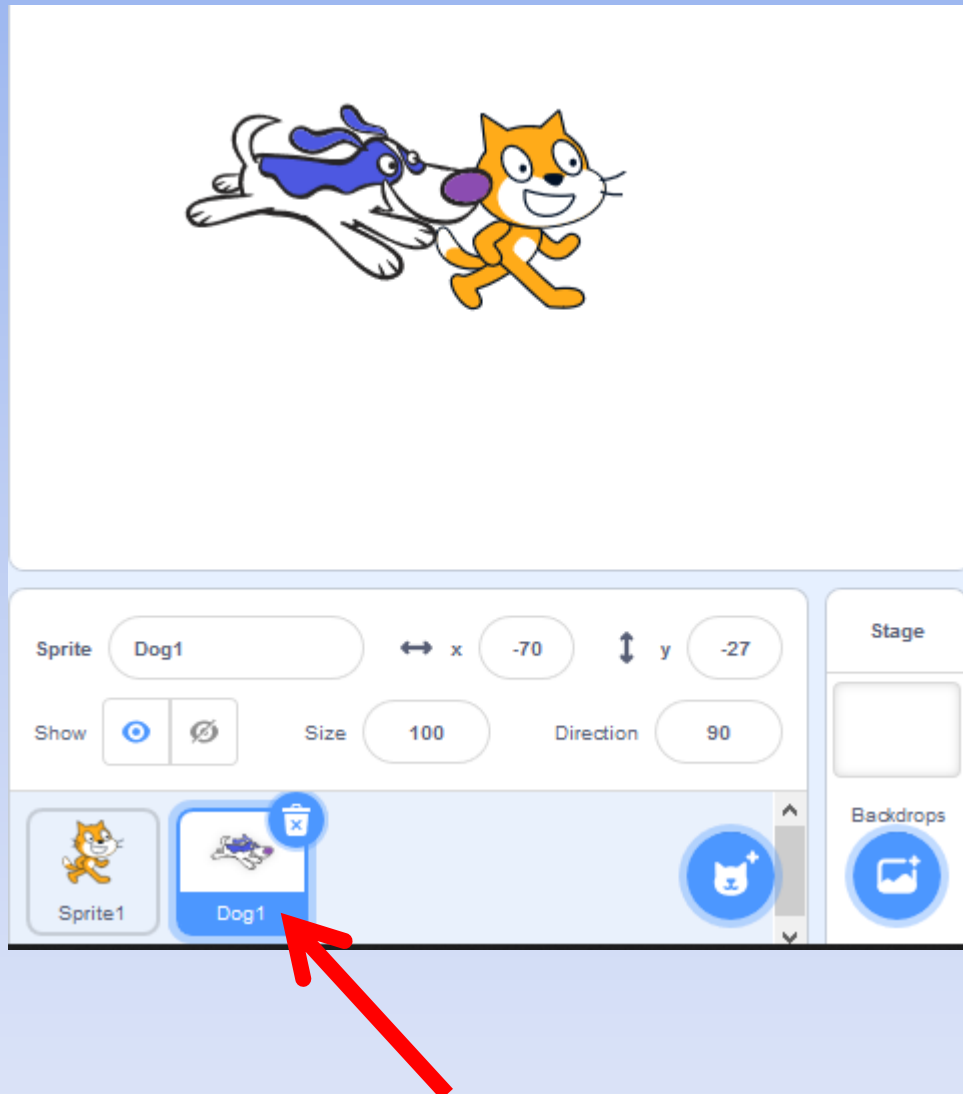 Sprite Dog1 x -70 y -27
Show Size 100 Direction 90
Stage
Backdrops
Sprite1 Dog1